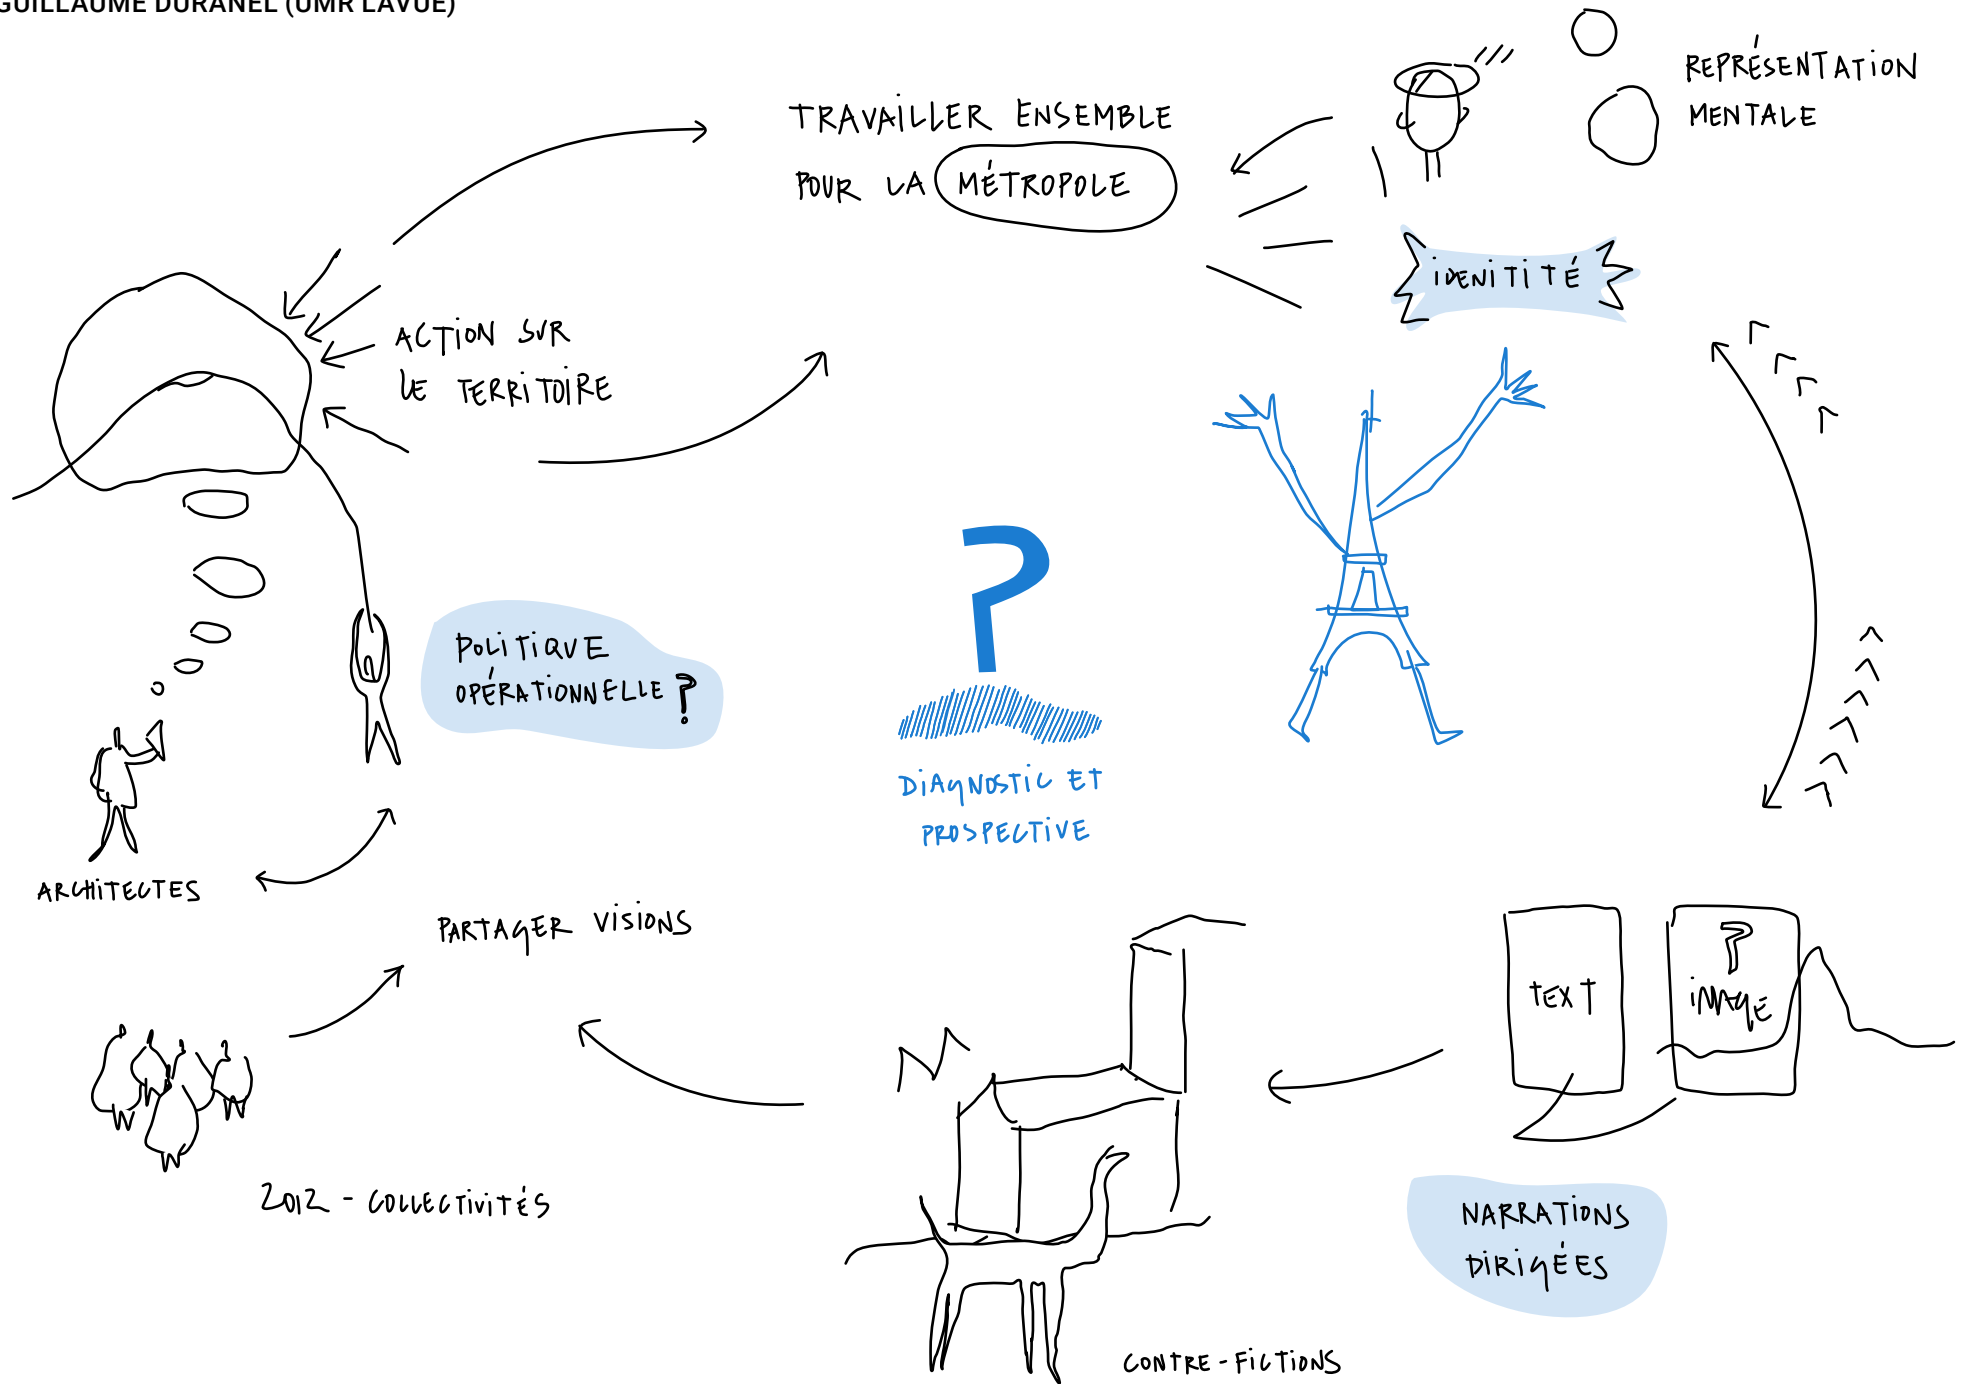 GUILLAUME DURANEL (UMR LAVUE)
REPRÉSENTATION
MENTALE
TRAVAILLER ENSEMBLE
POUR LA MÉTROPOLE
IDENITITÉ
ACTION SUR
LE TERRITOIRE
POLITIQUE
OPÉRATIONNELLE ?
?
DIAGNOSTIC ET
PROSPECTIVE
ARCHITECTES
PARTAGER VISIONS
TEXT
?
IMAGE
2012 - COLLECTIVITÉS
NARRATIONS
DIRIGÉES
CONTRE-FICTIONS